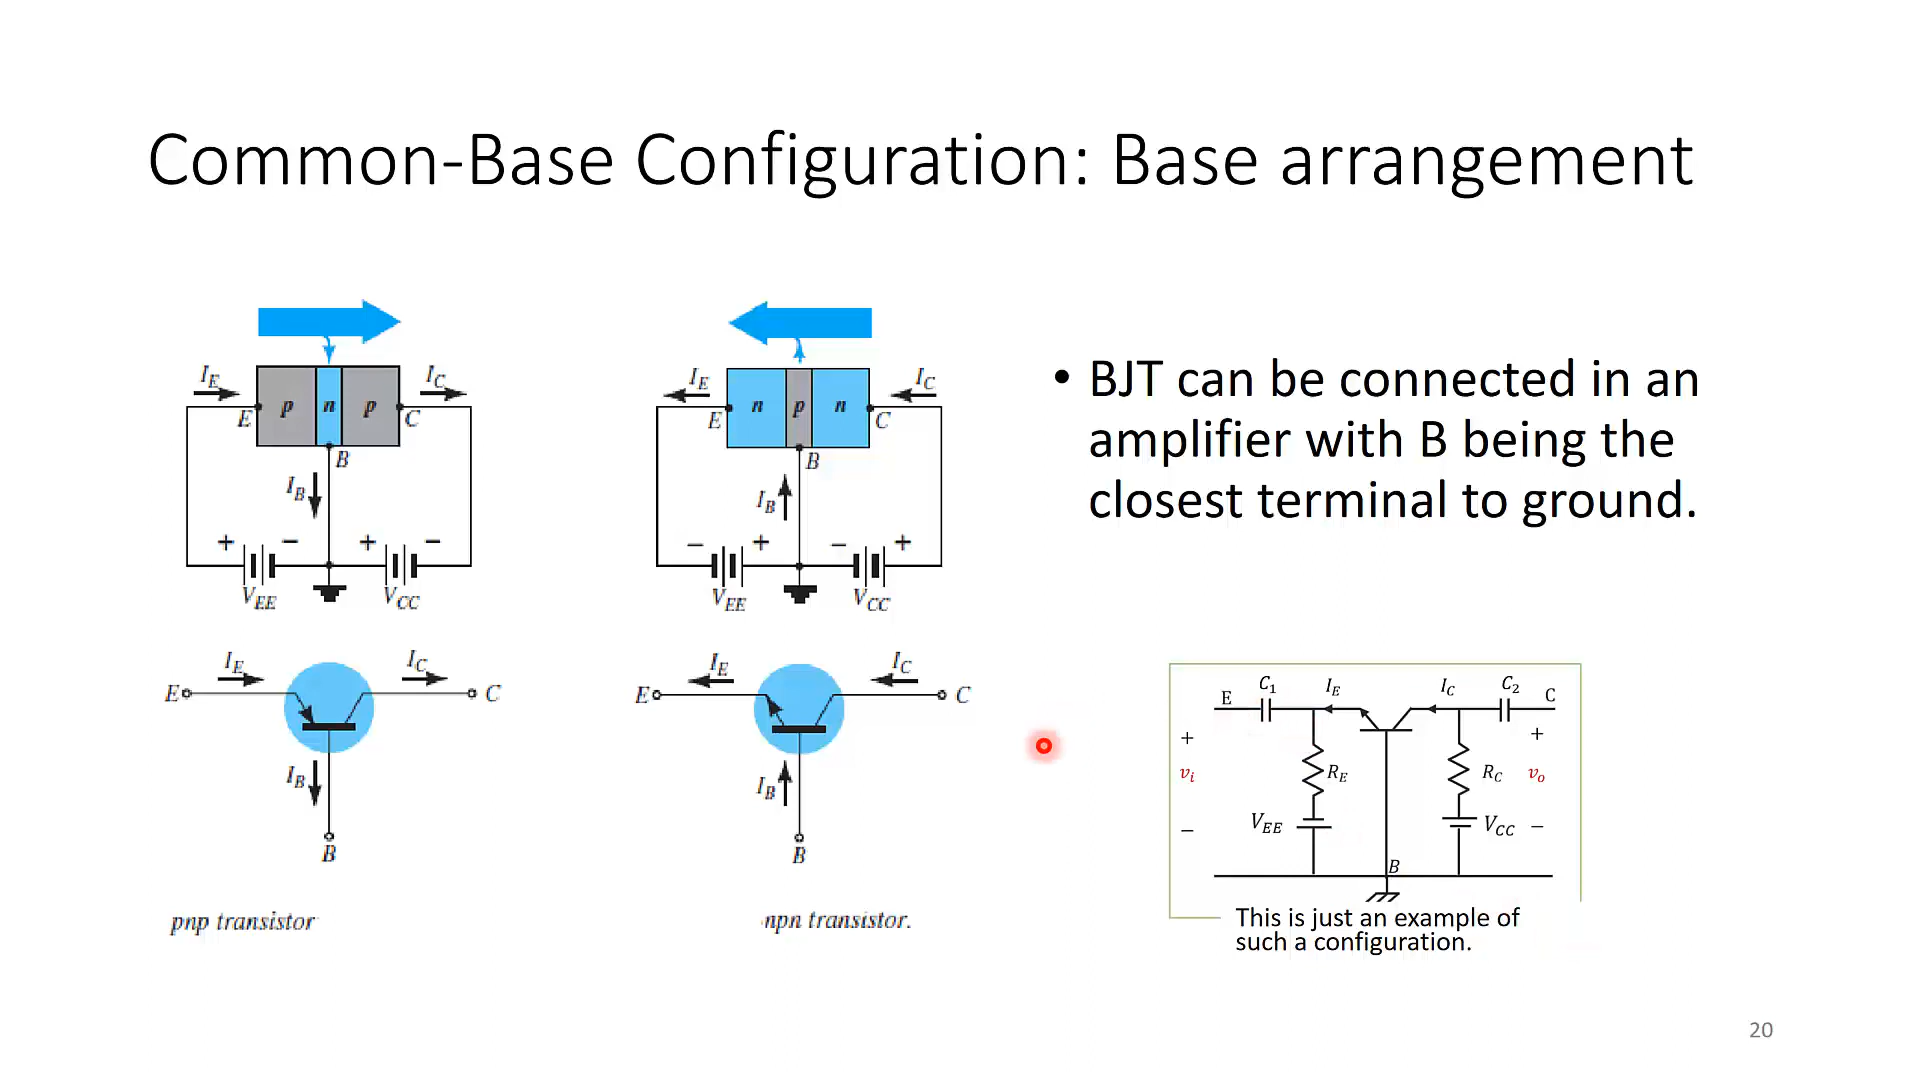 Common-Base Configuration: Base arrangement
I_E
I_C
E
p
n
p
C
B
I_B
+
−
+
−
V_EE
V_CC
I_E
I_C
E
C
I_B
B
pnp transistor
I_E
I_C
E
n
p
n
C
B
I_B
−
+
−
+
V_EE
V_CC
I_E
I_C
E
C
I_B
B
npn transistor.
• BJT can be connected in an
amplifier with B being the
closest terminal to ground.
E
C_1
I_E
I_C
C_2
C
+
+
v_i
R_E
R_C
v_o
V_EE
V_CC
−
−
B
This is just an example of
such a configuration.
20